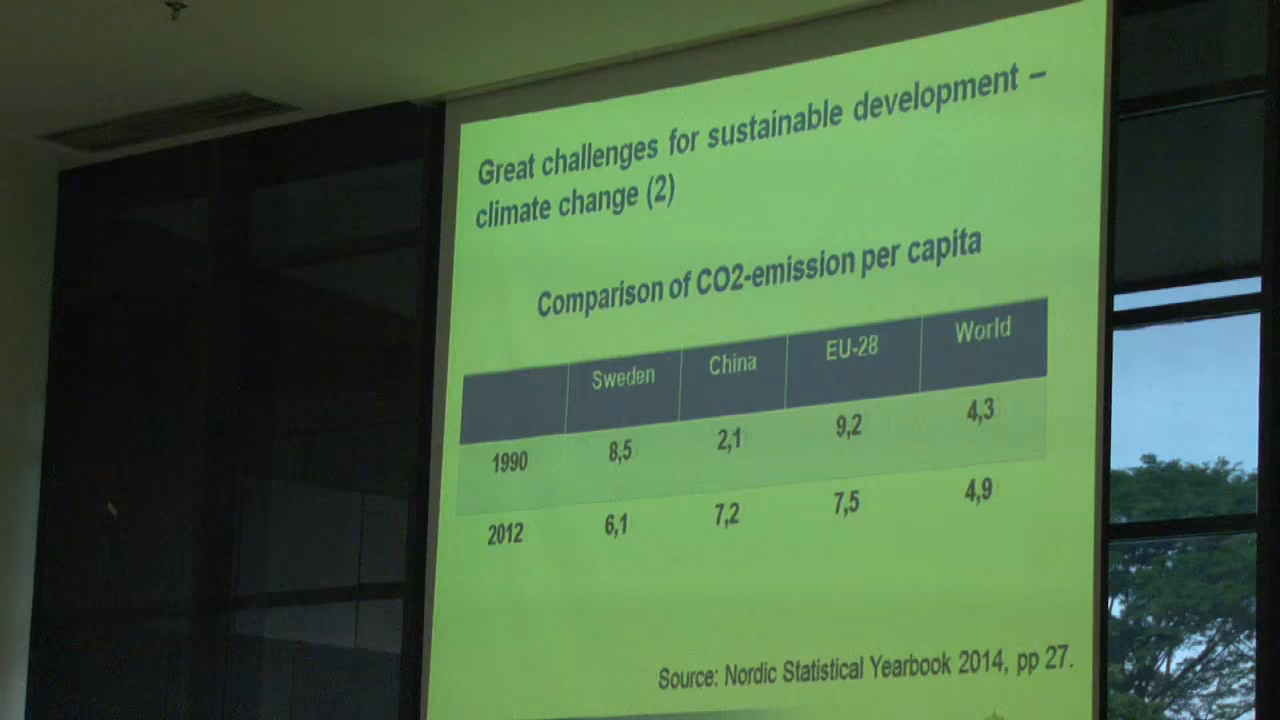 Great challenges for sustainable development –
climate change (2)
Comparison of CO2-emission per capita
Sweden China EU-28 World
1990 8,5 2,1 9,2 4,3
2012 6,1 7,2 7,5 4,9
Source: Nordic Statistical Yearbook 2014, pp 27.